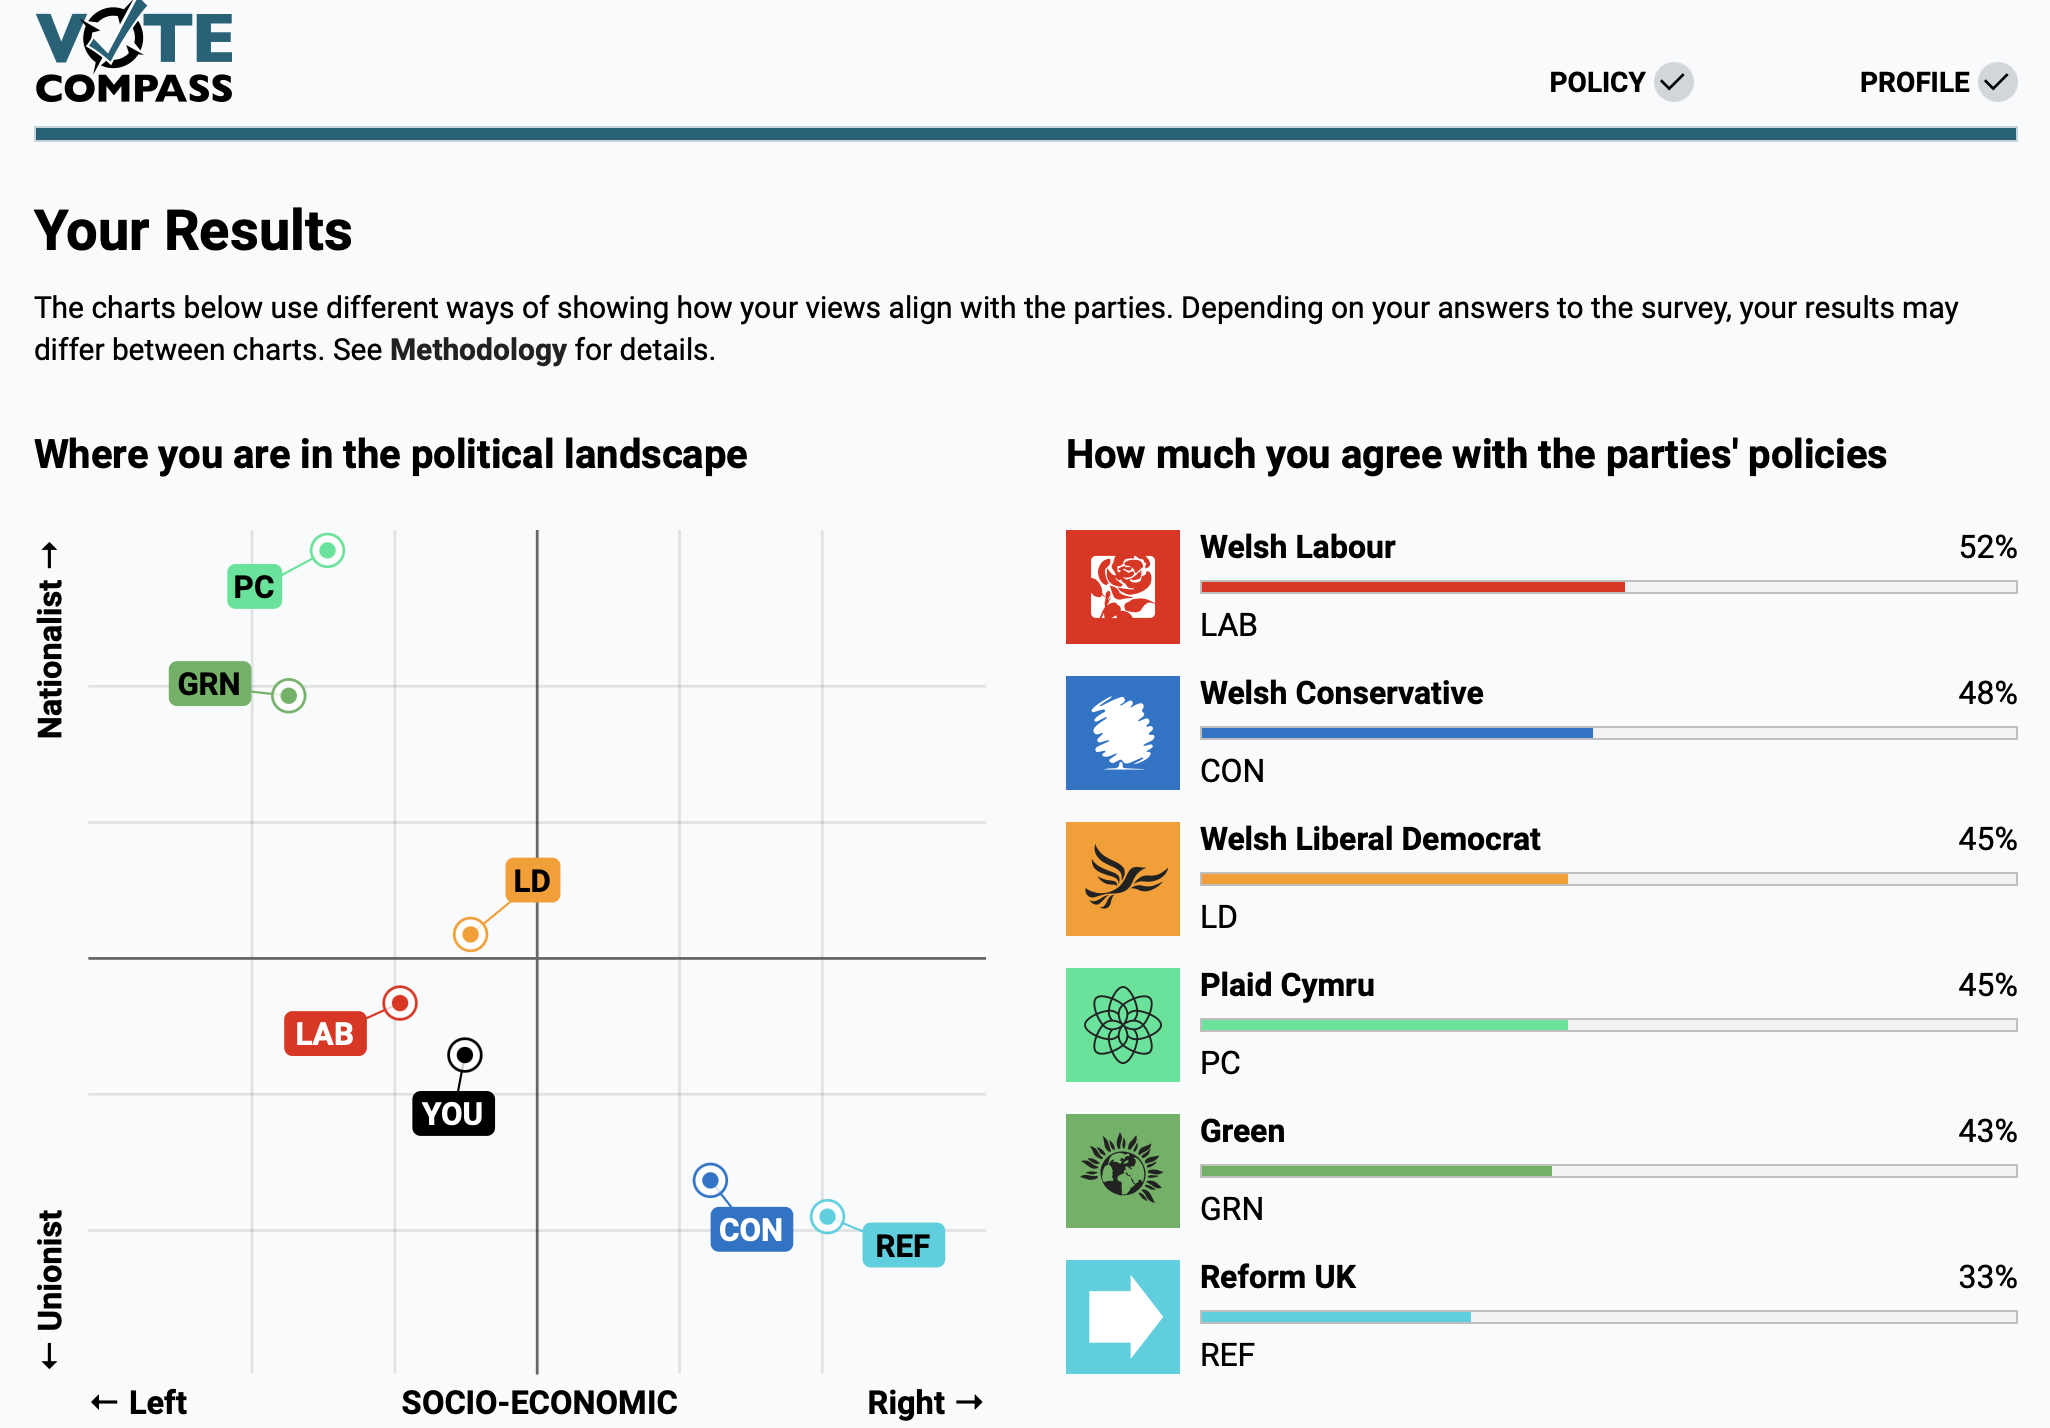 VOTE
COMPASS
POLICY
PROFILE
Your Results
The charts below use different ways of showing how your views align with the parties. Depending on your answers to the survey, your results may
differ between charts. See Methodology for details.
Where you are in the political landscape
Nationalist →
← Unionist
PC
GRN
LD
LAB
YOU
CON
REF
← Left
SOCIO-ECONOMIC
Right →
How much you agree with the parties' policies
Welsh Labour 52%
LAB
Welsh Conservative 48%
CON
Welsh Liberal Democrat 45%
LD
Plaid Cymru 45%
PC
Green 43%
GRN
Reform UK 33%
REF